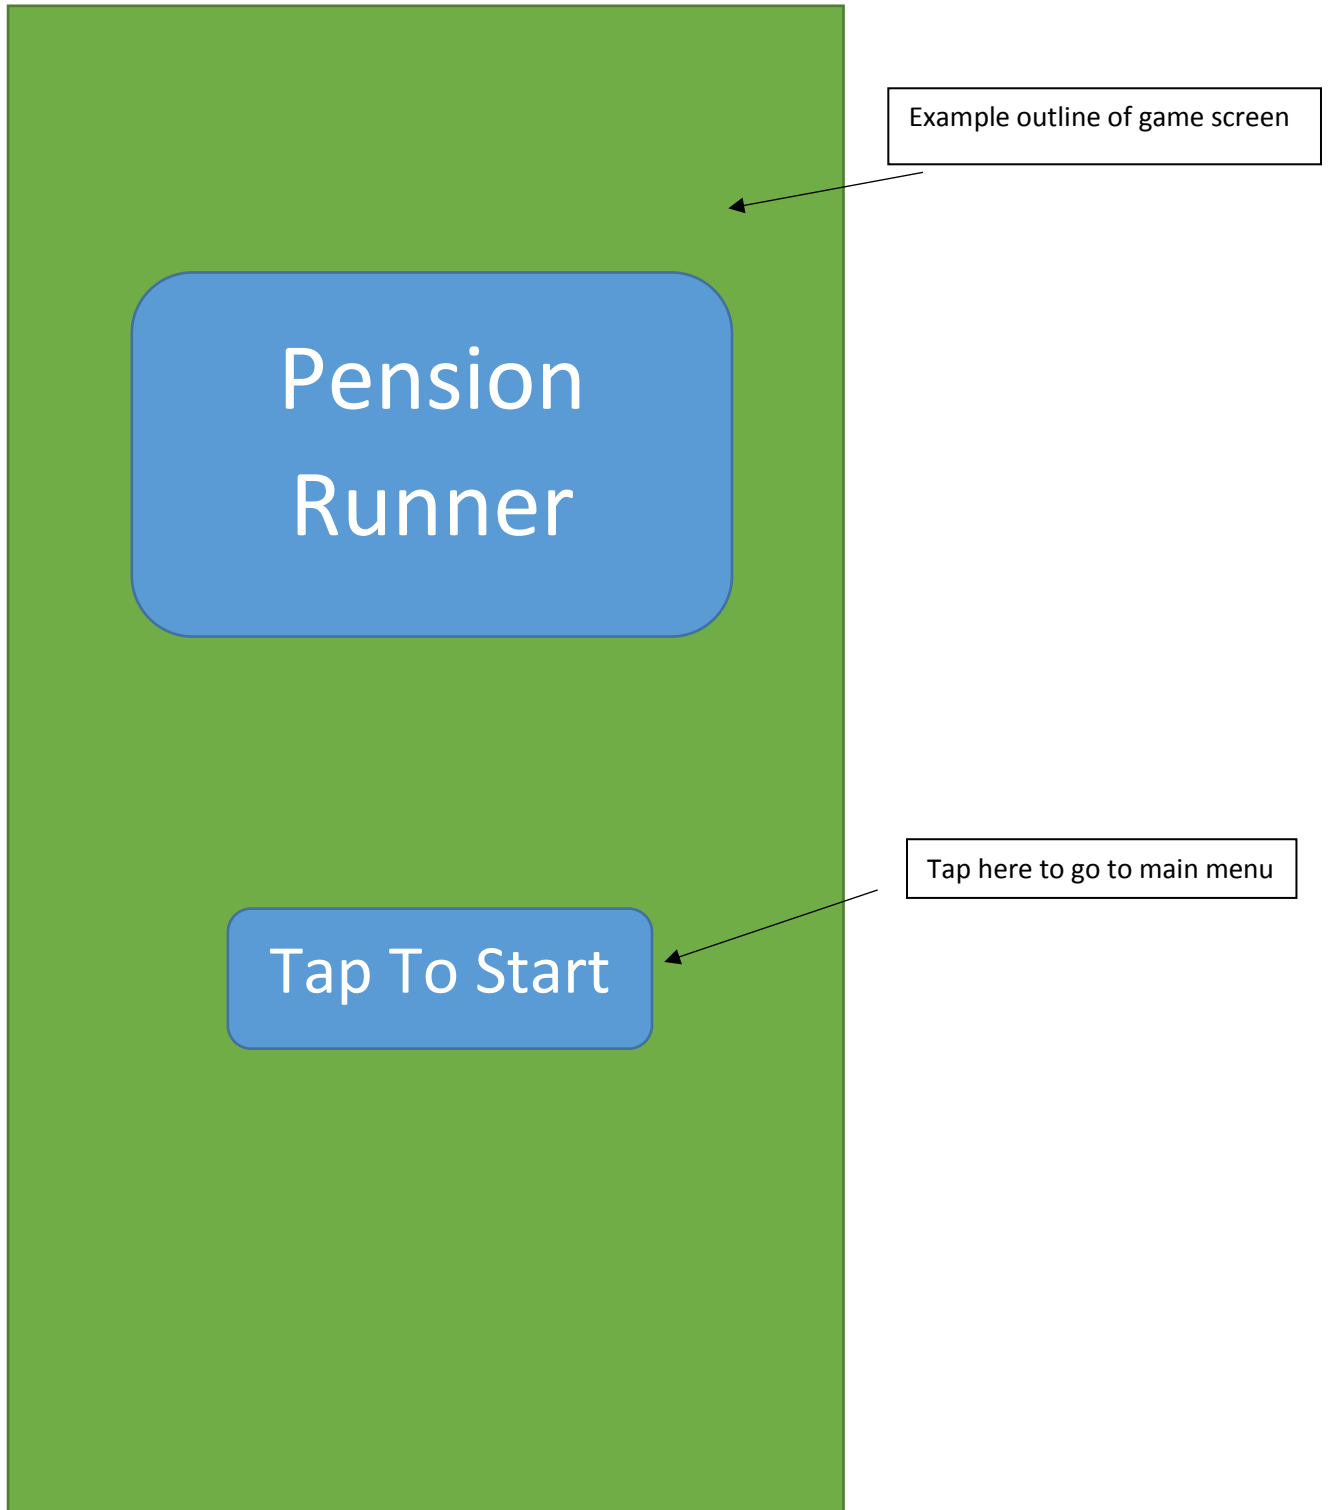 Example outline of game screen
Pension
Runner
Tap here to go to main menu
Tap To Start